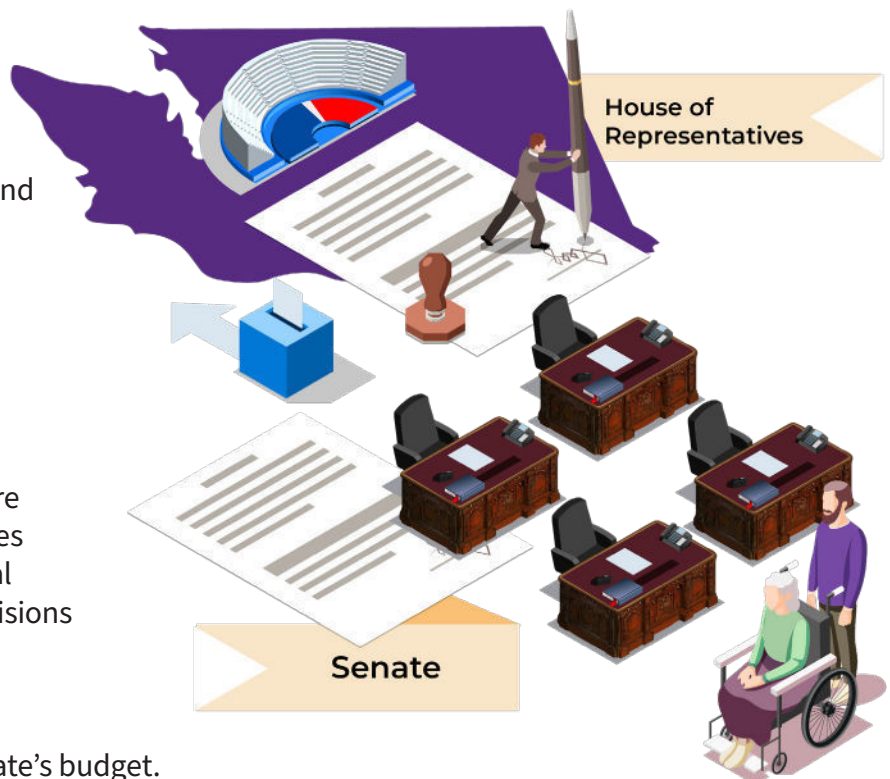 House of
Representatives
nd
re
es
al
isions
Senate
ate's budget.